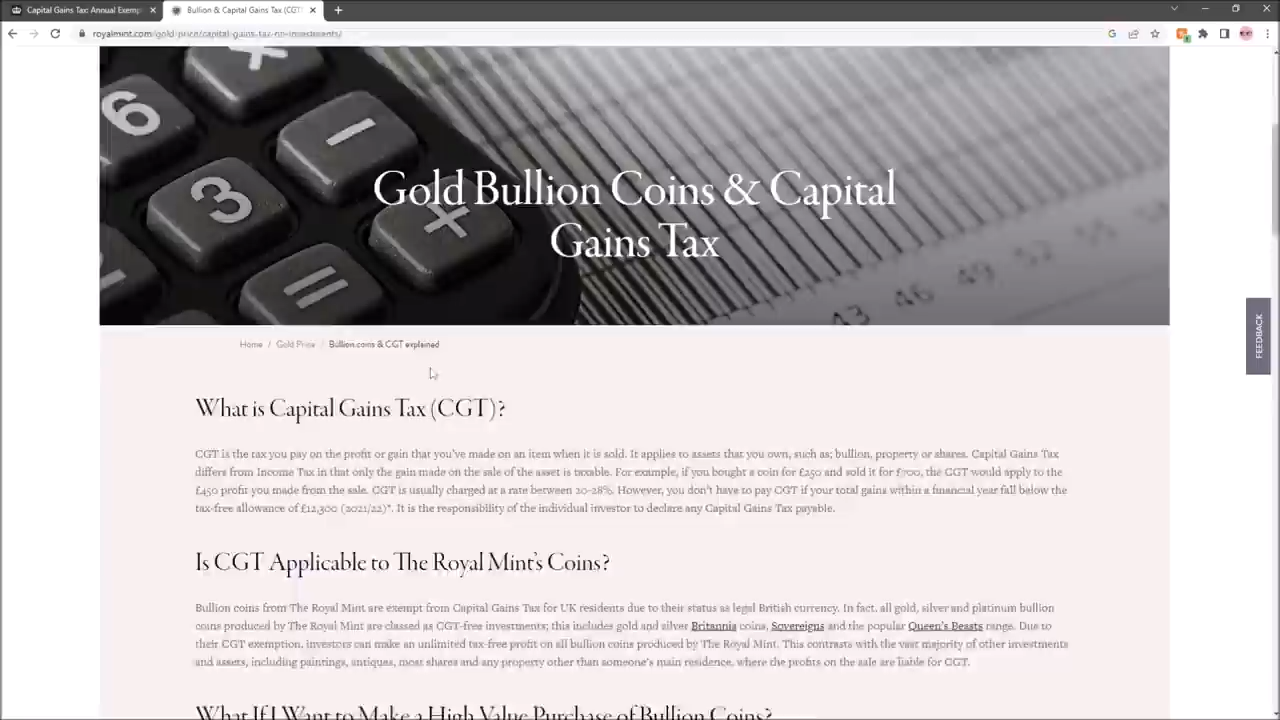 Capital Gains Tax: Annual Exemp
Bullion & Capital Gains Tax (CGT)
royalmint.com/gold-price/capital-gains-tax-on-investments/
6
3
Gold Bullion Coins & Capital
Gains Tax
43 46 49 52 55
FEEDBACK
Home / Gold Price / Bullion coins & CGT explained
What is Capital Gains Tax (CGT)?
CGT is the tax you pay on the profit or gain that you've made on an item when it is sold. It applies to assets that you own, such as; bullion, property or shares. Capital Gains Tax
differs from Income Tax in that only the gain made on the sale of the asset is taxable. For example, if you bought a coin for £250 and sold it for £700, the CGT would apply to the
£450 profit you made from the sale. CGT is usually charged at a rate between 20-28%. However, you don't have to pay CGT if your total gains within a financial year fall below the
tax-free allowance of £12,300 (2021/22)*. It is the responsibility of the individual investor to declare any Capital Gains Tax payable.
Is CGT Applicable to The Royal Mint's Coins?
Bullion coins from The Royal Mint are exempt from Capital Gains Tax for UK residents due to their status as legal British currency. In fact, all gold, silver and platinum bullion
coins produced by The Royal Mint are classed as CGT-free investments; this includes gold and silver Britannia coins, Sovereigns and the popular Queen's Beasts range. Due to
their CGT exemption, investors can make an unlimited tax-free profit on all bullion coins produced by The Royal Mint. This contrasts with the vast majority of other investments
and assets, including paintings, antiques, most shares and any property other than someone's main residence, where the profits on the sale are liable for CGT.
What If I Want to Make a High Value Purchase of Bullion Coins?